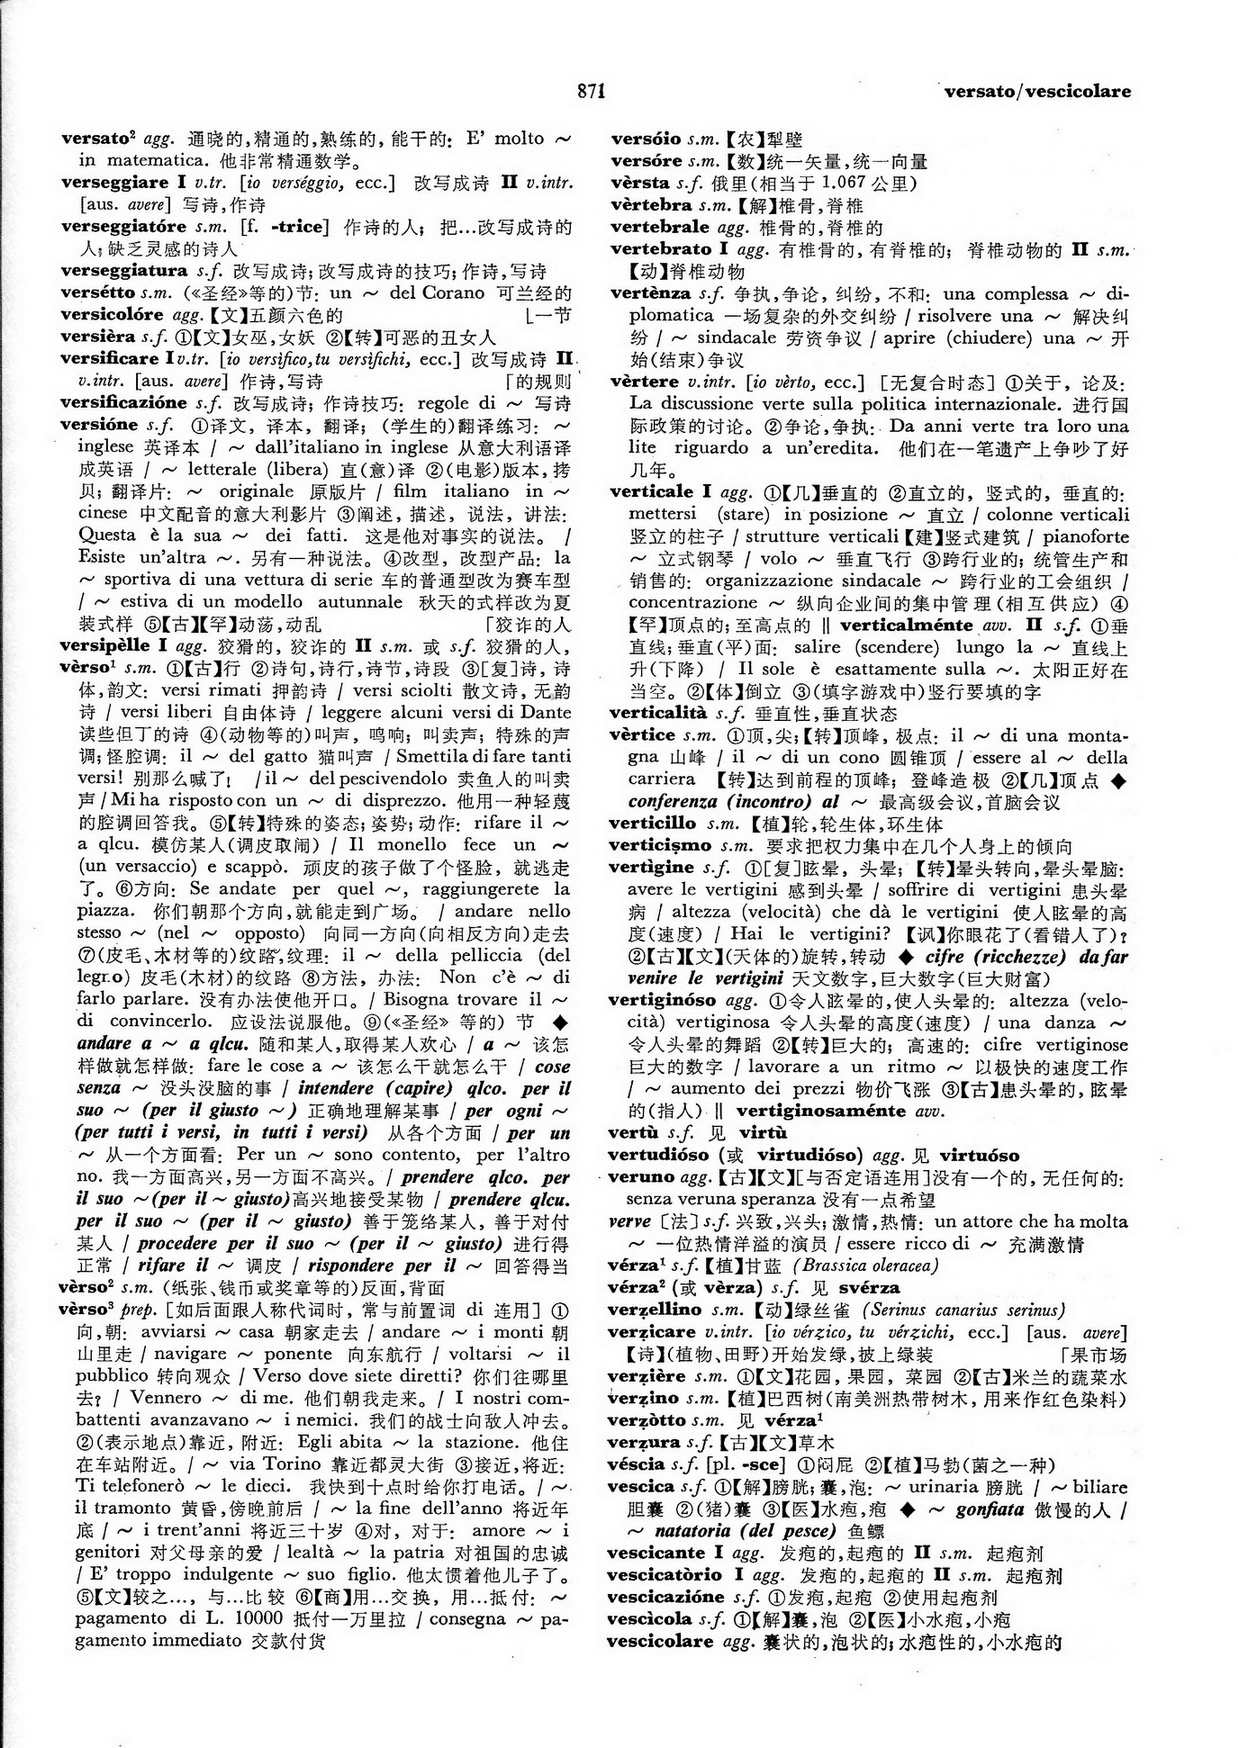 871
versato/vescicolare
versato² agg. 通晓的,精通的,熟练的, 能干的: E' molto ~
in matematica. 他非常精通数学。
verseggiare I v.tr. [io verséggio, ecc.] 改写成诗 II v.intr.
[aus. avere] 写诗,作诗
verseggiatóre s.m. [f. -trice] 作诗的人; 把…改写成诗的
人;缺乏灵感的诗人
verseggiatura s.f. 改写成诗;改写成诗的技巧;作诗,写诗
versétto s.m. (《圣经》等的)节: un ~ del Corano 可兰经的
versicolóre agg.【文】五颜六色的 ⌊一节
versièra s.f. ①【文】女巫,女妖 ②【转】可恶的丑女人
versificare I v.tr. [io versìfico,tu versìfichi, ecc.] 改写成诗 II
v.intr. [aus. avere] 作诗,写诗 ⌈的规则
versificazióne s.f. 改写成诗; 作诗技巧: regole di ~ 写诗
versióne s.f. ①译文, 译本, 翻译; (学生的)翻译练习: ~
inglese 英译本 / ~ dall'italiano in inglese 从意大利语译
成英语 / ~ letterale (libera) 直(意)译 ②(电影)版本,拷
贝; 翻译片: ~ originale 原版片 / film italiano in ~
cinese 中文配音的意大利影片 ③阐述, 描述, 说法, 讲法:
Questa è la sua ~ dei fatti. 这是他对事实的说法。 /
Esiste un'altra ~. 另有一种说法。④改型, 改型产品: la
~ sportiva di una vettura di serie 车的普通型改为赛车型
/ ~ estiva di un modello autunnale 秋天的式样改为夏
装式样 ⑤【古】【罕】动荡,动乱 ⌈狡诈的人
versipèlle I agg. 狡猾的, 狡诈的 II s.m. 或 s.f. 狡猾的人,
vèrso¹ s.m. ①【古】行 ②诗句,诗行,诗节,诗段 ③[复]诗, 诗
体,韵文: versi rimati 押韵诗 / versi sciolti 散文诗, 无韵
诗 / versi liberi 自由体诗 / leggere alcuni versi di Dante
读些但丁的诗 ④(动物等的)叫声, 鸣响; 叫卖声; 特殊的声
调;怪腔调: il ~ del gatto 猫叫声 / Smettila di fare tanti
versi! 别那么喊了! / il ~ del pescivendolo 卖鱼人的叫卖
声 / Mi ha risposto con un ~ di disprezzo. 他用一种轻蔑
的腔调回答我。⑤【转】特殊的姿态;姿势;动作: rifare il ~
a qlcu. 模仿某人(调皮取闹) / Il monello fece un ~
(un versaccio) e scappò. 顽皮的孩子做了个怪脸, 就逃走
了。⑥方向: Se andate per quel ~, raggiungerete la
piazza. 你们朝那个方向,就能走到广场。 / andare nello
stesso ~ (nel ~ opposto) 向同一方向(向相反方向)走去
⑦(皮毛、木材等的)纹路,纹理: il ~ della pelliccia (del
legno) 皮毛(木材)的纹路 ⑧方法, 办法: Non c'è ~ di
farlo parlare. 没有办法使他开口。/ Bisogna trovare il ~
di convincerlo. 应设法说服他。⑨(《圣经》等的) 节 ◆
andare a ~ a qlcu. 随和某人,取得某人欢心 / a ~ 该怎
样做就怎样做: fare le cose a ~ 该怎么干就怎么干 / cose
senza ~ 没头没脑的事 / intendere (capire) qlco. per il
suo ~ (per il giusto ~) 正确地理解某事 / per ogni ~
(per tutti i versi, in tutti i versi) 从各个方面 / per un
~ 从一个方面看: Per un ~ sono contento, per l'altro
no. 我一方面高兴,另一方面不高兴。/ prendere qlco. per
il suo ~ (per il ~ giusto)高兴地接受某物 / prendere qlcu.
per il suo ~ (per il ~ giusto) 善于笼络某人, 善于对付
某人 / procedere per il suo ~ (per il ~ giusto) 进行得
正常 / rifare il ~ 调皮 / rispondere per il ~ 回答得当
vèrso² s.m. (纸张、钱币或奖章等的)反面,背面
vèrso³ prep. [如后面跟人称代词时, 常与前置词 di 连用] ①
向,朝: avviarsi ~ casa 朝家走去 / andare ~ i monti 朝
山里走 / navigare ~ ponente 向东航行 / voltarsi ~ il
pubblico 转向观众 / Verso dove siete diretti? 你们往哪里
去? / Vennero ~ di me. 他们朝我走来。/ I nostri com-
battenti avanzavano ~ i nemici. 我们的战士向敌人冲去。
②(表示地点)靠近, 附近: Egli abita ~ la stazione. 他住
在车站附近。/ ~ via Torino 靠近都灵大街 ③接近,将近:
Ti telefonerò ~ le dieci. 我快到十点时给你打电话。/ ~
il tramonto 黄昏,傍晚前后 / ~ la fine dell'anno 将近年
底 / ~ i trent'anni 将近三十岁 ④对, 对于: amore ~ i
genitori 对父母亲的爱 / lealtà ~ la patria 对祖国的忠诚
/ E' troppo indulgente ~ suo figlio. 他太惯着他儿子了。
⑤【文】较之…, 与…比较 ⑥【商】用…交换, 用…抵付: ~
pagamento di L. 10000 抵付一万里拉 / consegna ~ pa-
gamento immediato 交款付货
versóio s.m.【农】犁壁
versóre s.m.【数】统一矢量,统一向量
vèrsta s.f. 俄里(相当于 1.067 公里)
vèrtebra s.m.【解】椎骨,脊椎
vertebrale agg. 椎骨的,脊椎的
vertebrato I agg. 有椎骨的, 有脊椎的; 脊椎动物的 II s.m.
【动】脊椎动物
vertènza s.f. 争执,争论, 纠纷, 不和: una complessa ~ di-
plomatica 一场复杂的外交纠纷 / risolvere una ~ 解决纠
纷 / ~ sindacale 劳资争议 / aprire (chiudere) una ~ 开
始(结束)争议
vèrtere v.intr. [io vèrto, ecc.] [无复合时态] ①关于, 论及:
La discussione verte sulla politica internazionale. 进行国
际政策的讨论。②争论,争执: Da anni verte tra loro una
lite riguardo a un'eredita. 他们在一笔遗产上争吵了好
几年。
verticale I agg. ①【几】垂直的 ②直立的, 竖式的, 垂直的:
mettersi (stare) in posizione ~ 直立 / colonne verticali
竖立的柱子 / strutture verticali【建】竖式建筑 / pianoforte
~ 立式钢琴 / volo ~ 垂直飞行 ③跨行业的; 统管生产和
销售的: organizzazione sindacale ~ 跨行业的工会组织 /
concentrazione ~ 纵向企业间的集中管理(相互供应) ④
【罕】顶点的;至高点的 ‖ verticalménte avv. II s.f. ①垂
直线;垂直(平)面: salire (scendere) lungo la ~ 直线上
升(下降) / Il sole è esattamente sulla ~. 太阳正好在
当空。②【体】倒立 ③(填字游戏中)竖行要填的字
verticalità s.f. 垂直性,垂直状态
vèrtice s.m. ①顶,尖;【转】顶峰, 极点: il ~ di una monta-
gna 山峰 / il ~ di un cono 圆锥顶 / essere al ~ della
carriera 【转】达到前程的顶峰; 登峰造极 ②【几】顶点 ◆
conferenza (incontro) al ~ 最高级会议,首脑会议
verticillo s.m. 【植】轮,轮生体,环生体
verticismo s.m. 要求把权力集中在几个人身上的倾向
vertìgine s.f. ①[复]眩晕, 头晕; 【转】晕头转向,晕头晕脑:
avere le vertigini 感到头晕 / soffrire di vertigini 患头晕
病 / altezza (velocità) che dà le vertigini 使人眩晕的高
度(速度) / Hai le vertigini? 【讽】你眼花了(看错人了)?
②【古】【文】(天体的)旋转,转动 ◆ cifre (ricchezze) da far
venire le vertigini 天文数字,巨大数字(巨大财富)
vertiginóso agg. ①令人眩晕的,使人头晕的: altezza (velo-
cità) vertiginosa 令人头晕的高度(速度) / una danza ~
令人头晕的舞蹈 ②【转】巨大的; 高速的: cifre vertiginose
巨大的数字 / lavorare a un ritmo ~ 以极快的速度工作
/ ~ aumento dei prezzi 物价飞涨 ③【古】患头晕的, 眩晕
的(指人) ‖ vertiginosaménte avv.
vertù s.f. 见 virtù
vertudióso (或 virtudióso) agg. 见 virtuóso
veruno agg.【古】【文】[与否定语连用]没有一个的, 无任何的:
senza veruna speranza 没有一点希望
verve〔法〕s.f. 兴致,兴头;激情,热情: un attore che ha molta
~ 一位热情洋溢的演员 / essere ricco di ~ 充满激情
vérza¹ s.f.【植】甘蓝 (Brassica oleracea)
vérza² (或 vèrza) s.f. 见 svérza
verzellino s.m. 【动】绿丝雀 (Serinus canarius serinus)
verzicare v.intr. [io vérzico, tu vérzichi, ecc.] [aus. avere]
【诗】(植物、田野)开始发绿,披上绿装 ⌈果市场
verzière s.m. ①【文】花园, 果园, 菜园 ②【古】米兰的蔬菜水
verzino s.m.【植】巴西树(南美洲热带树木, 用来作红色染料)
verzòtto s.m. 见 vérza¹
verzura s.f.【古】【文】草木
véscia s.f. [pl. -sce] ①闷屁 ②【植】马勃(菌之一种)
vescica s.f. ①【解】膀胱;囊,泡: ~ urinaria 膀胱 / ~ biliare
胆囊 ②(猪)囊 ③【医】水疱,疱 ◆ ~ gonfiata 傲慢的人 /
~ natatoria (del pesce) 鱼鳔
vescicante I agg. 发疱的,起疱的 II s.m. 起疱剂
vescicatòrio I agg. 发疱的,起疱的 II s.m. 起疱剂
vescicazióne s.f. ①发疱,起疱 ②使用起疱剂
vescìcola s.f. ①【解】囊,泡 ②【医】小水疱,小疱
vescicolare agg. 囊状的,泡状的;水疱性的,小水疱的